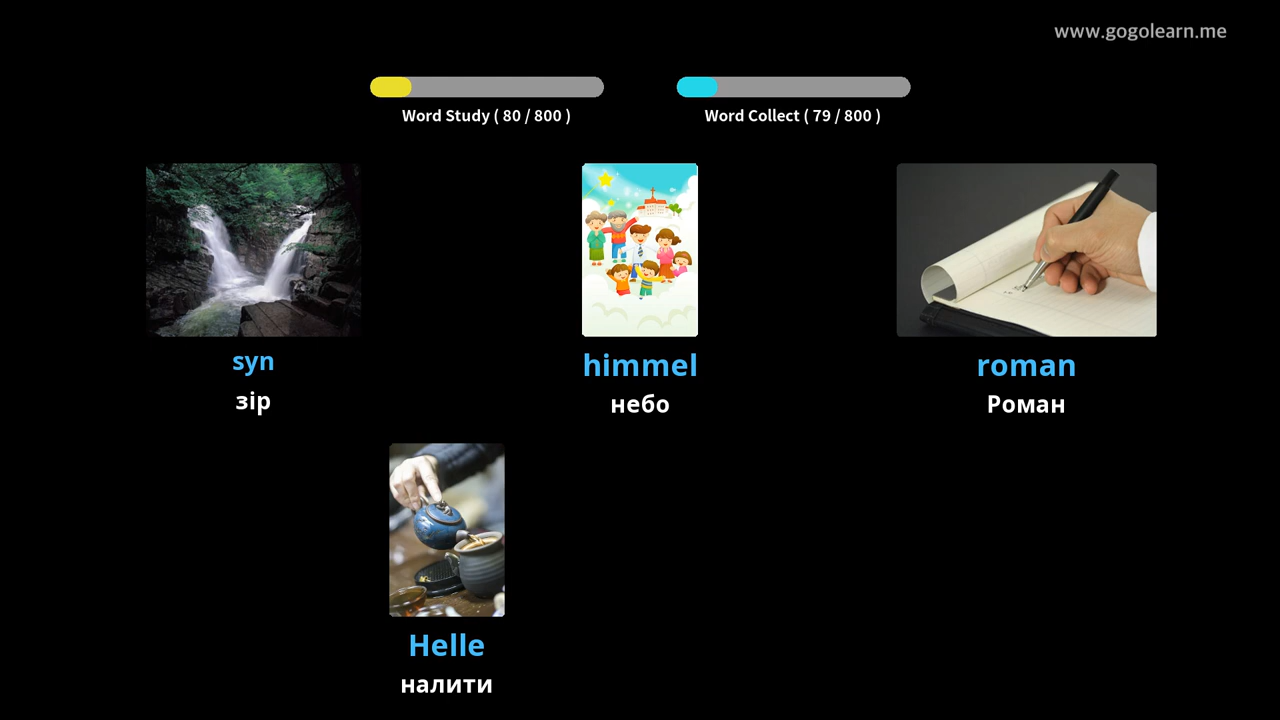 www.gogolearn.me
Word Study ( 80 / 800 )
Word Collect ( 79 / 800 )
syn
зір
himmel
небо
roman
Роман
Helle
налити